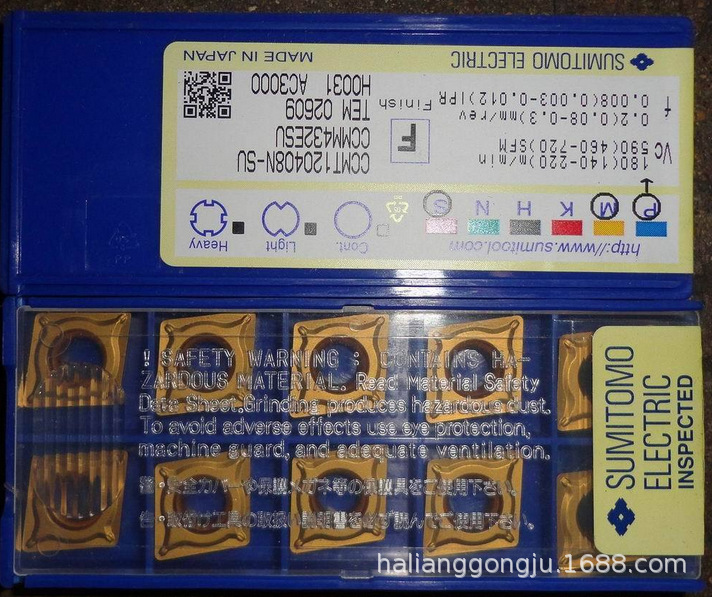 SUMITOMO ELECTRIC
MADE IN JAPAN
CCMT120408N-SU
CCMM432ESU
TEM 02609
H0031 AC3000
F
Finish
Vc
180(140-220)m/min
590(460-720)SFM
f
0.2(0.08-0.3)mm/rev
0.008(0.003-0.012)IPR
P
M
K
H
N
S
Cont.
Light
Heavy
http://www.sumitool.com
PP
! SAFETY WARNING : CONTAINS HA-
ZANDOUS MATERIAL. Read Material Safety
Data Sheet.Grinding produces hazardous dust.
To avoid adverse effects use eye protection,
machine guard, and adequate ventilation.
SUMITOMO
ELECTRIC
INSPECTED
halianggongju.1688.com